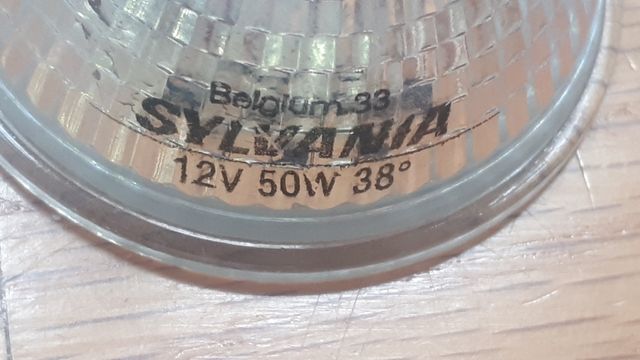 Belgium 33
SYLVANIA
12V 50W 38°